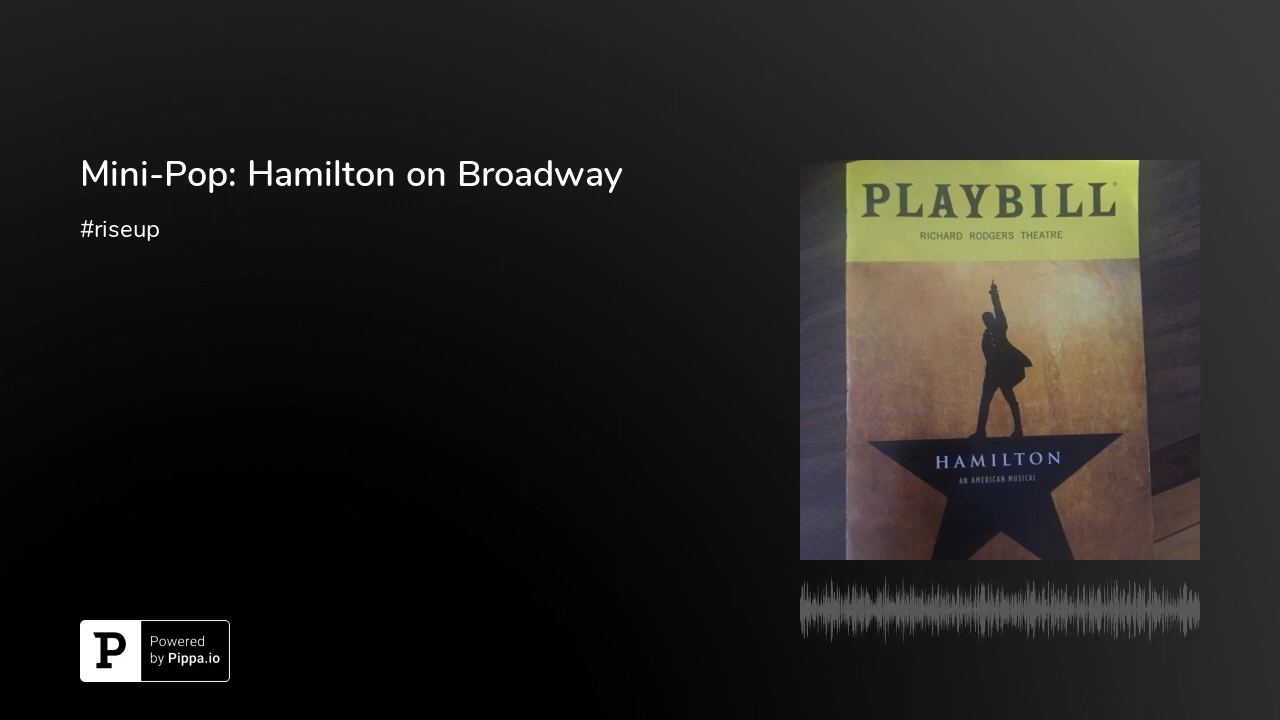 Mini-Pop: Hamilton on Broadway
#riseup
PLAYBILL®
RICHARD RODGERS THEATRE
HAMILTON
AN AMERICAN MUSICAL
P
Powered
by Pippa.io